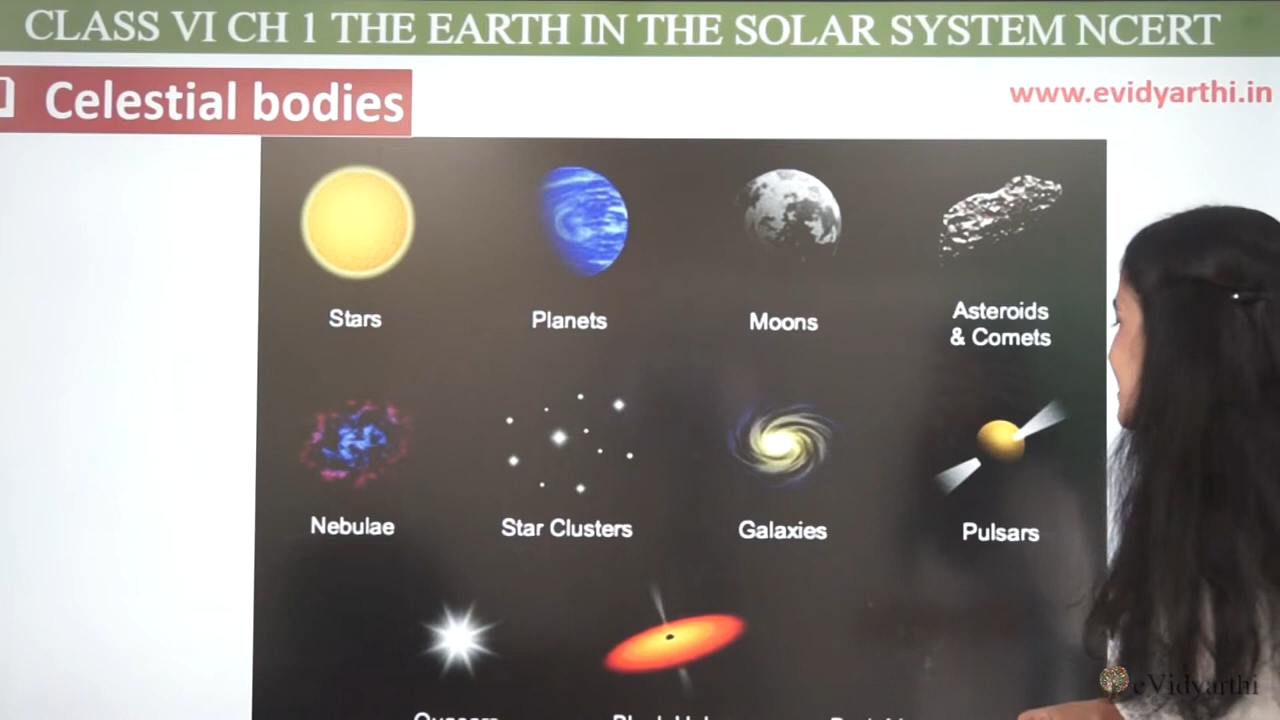 CLASS VI CH 1 THE EARTH IN THE SOLAR SYSTEM NCERT
Celestial bodies
www.evidyarthi.in
Stars
Planets
Moons
Asteroids
& Comets
Nebulae
Star Clusters
Galaxies
Pulsars
eVidyarthi